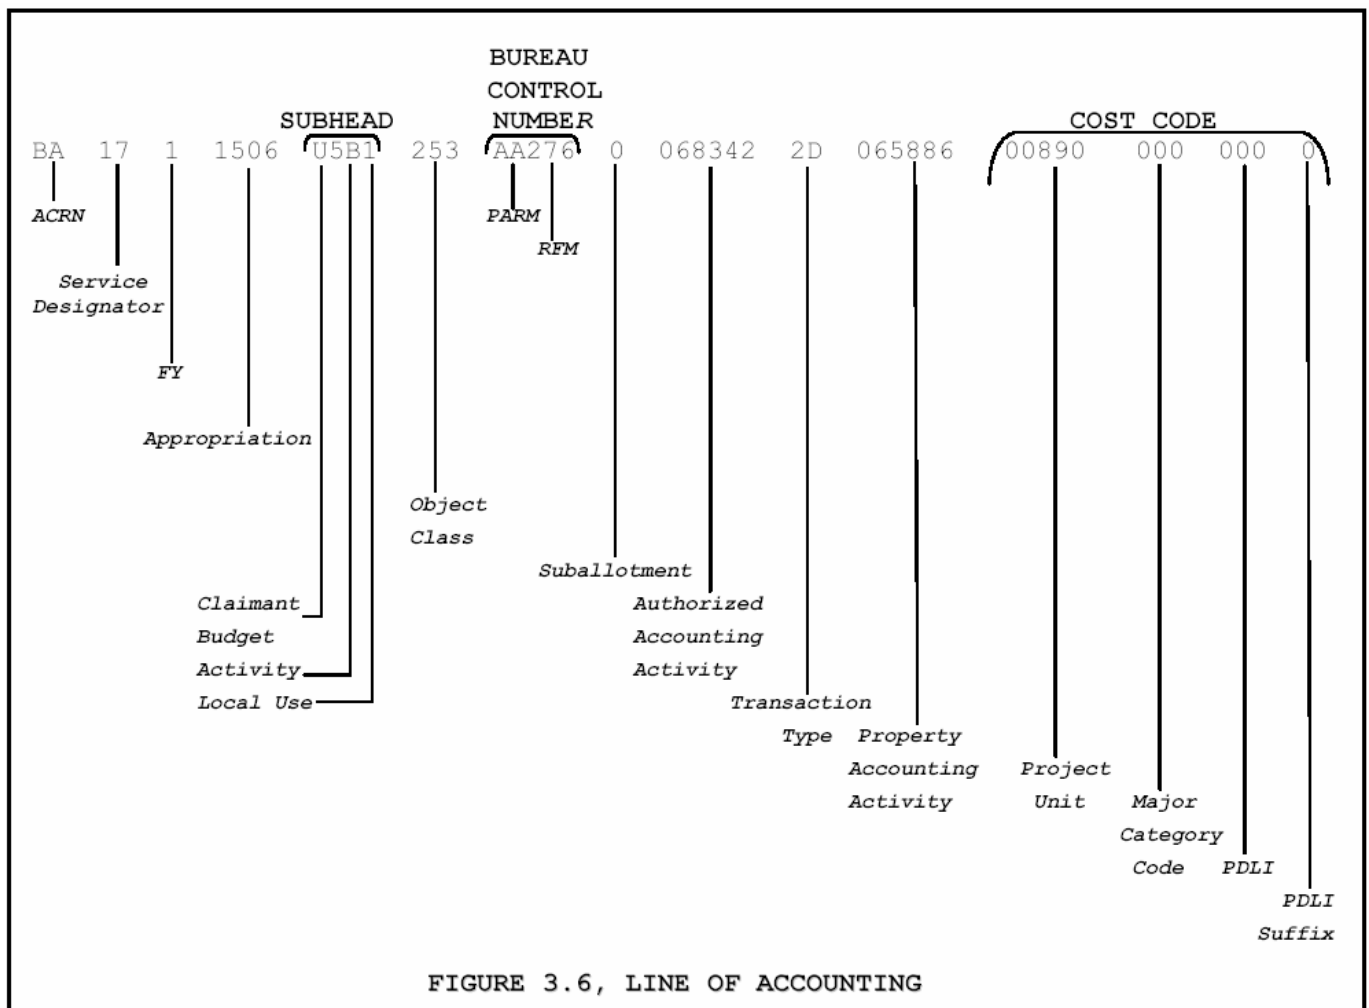 BUREAU
CONTROL
SUBHEAD NUMBER COST CODE
BA 17 1 1506 U5B1 253 AA276 0 068342 2D 065886 00890 000 000 0
ACRN PARM
RFM
Service
Designator
FY
Appropriation
Object
Class
Suballotment
Claimant Authorized
Budget Accounting
Activity Activity
Local Use Transaction
Type Property
Accounting Project
Activity Unit Major
Category
Code PDLI
PDLI
Suffix
FIGURE 3.6, LINE OF ACCOUNTING